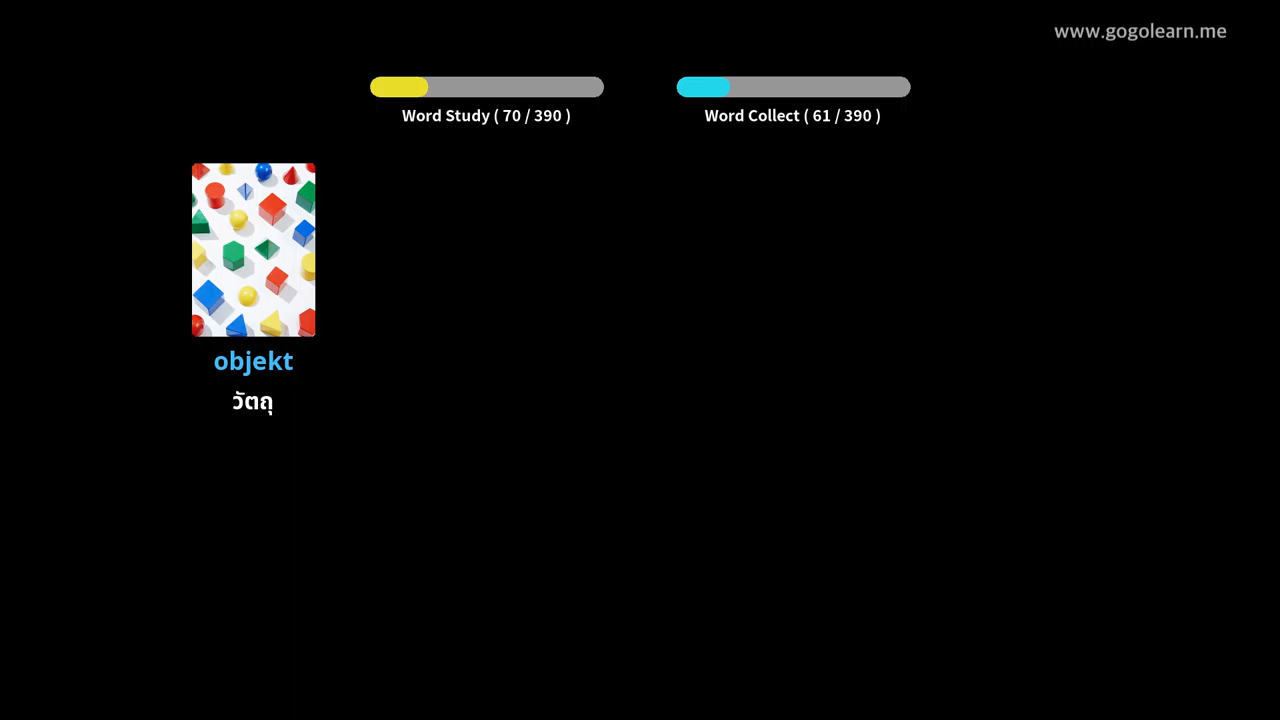 www.gogolearn.me
Word Study ( 70 / 390 )
Word Collect ( 61 / 390 )
objekt
วัตถุ